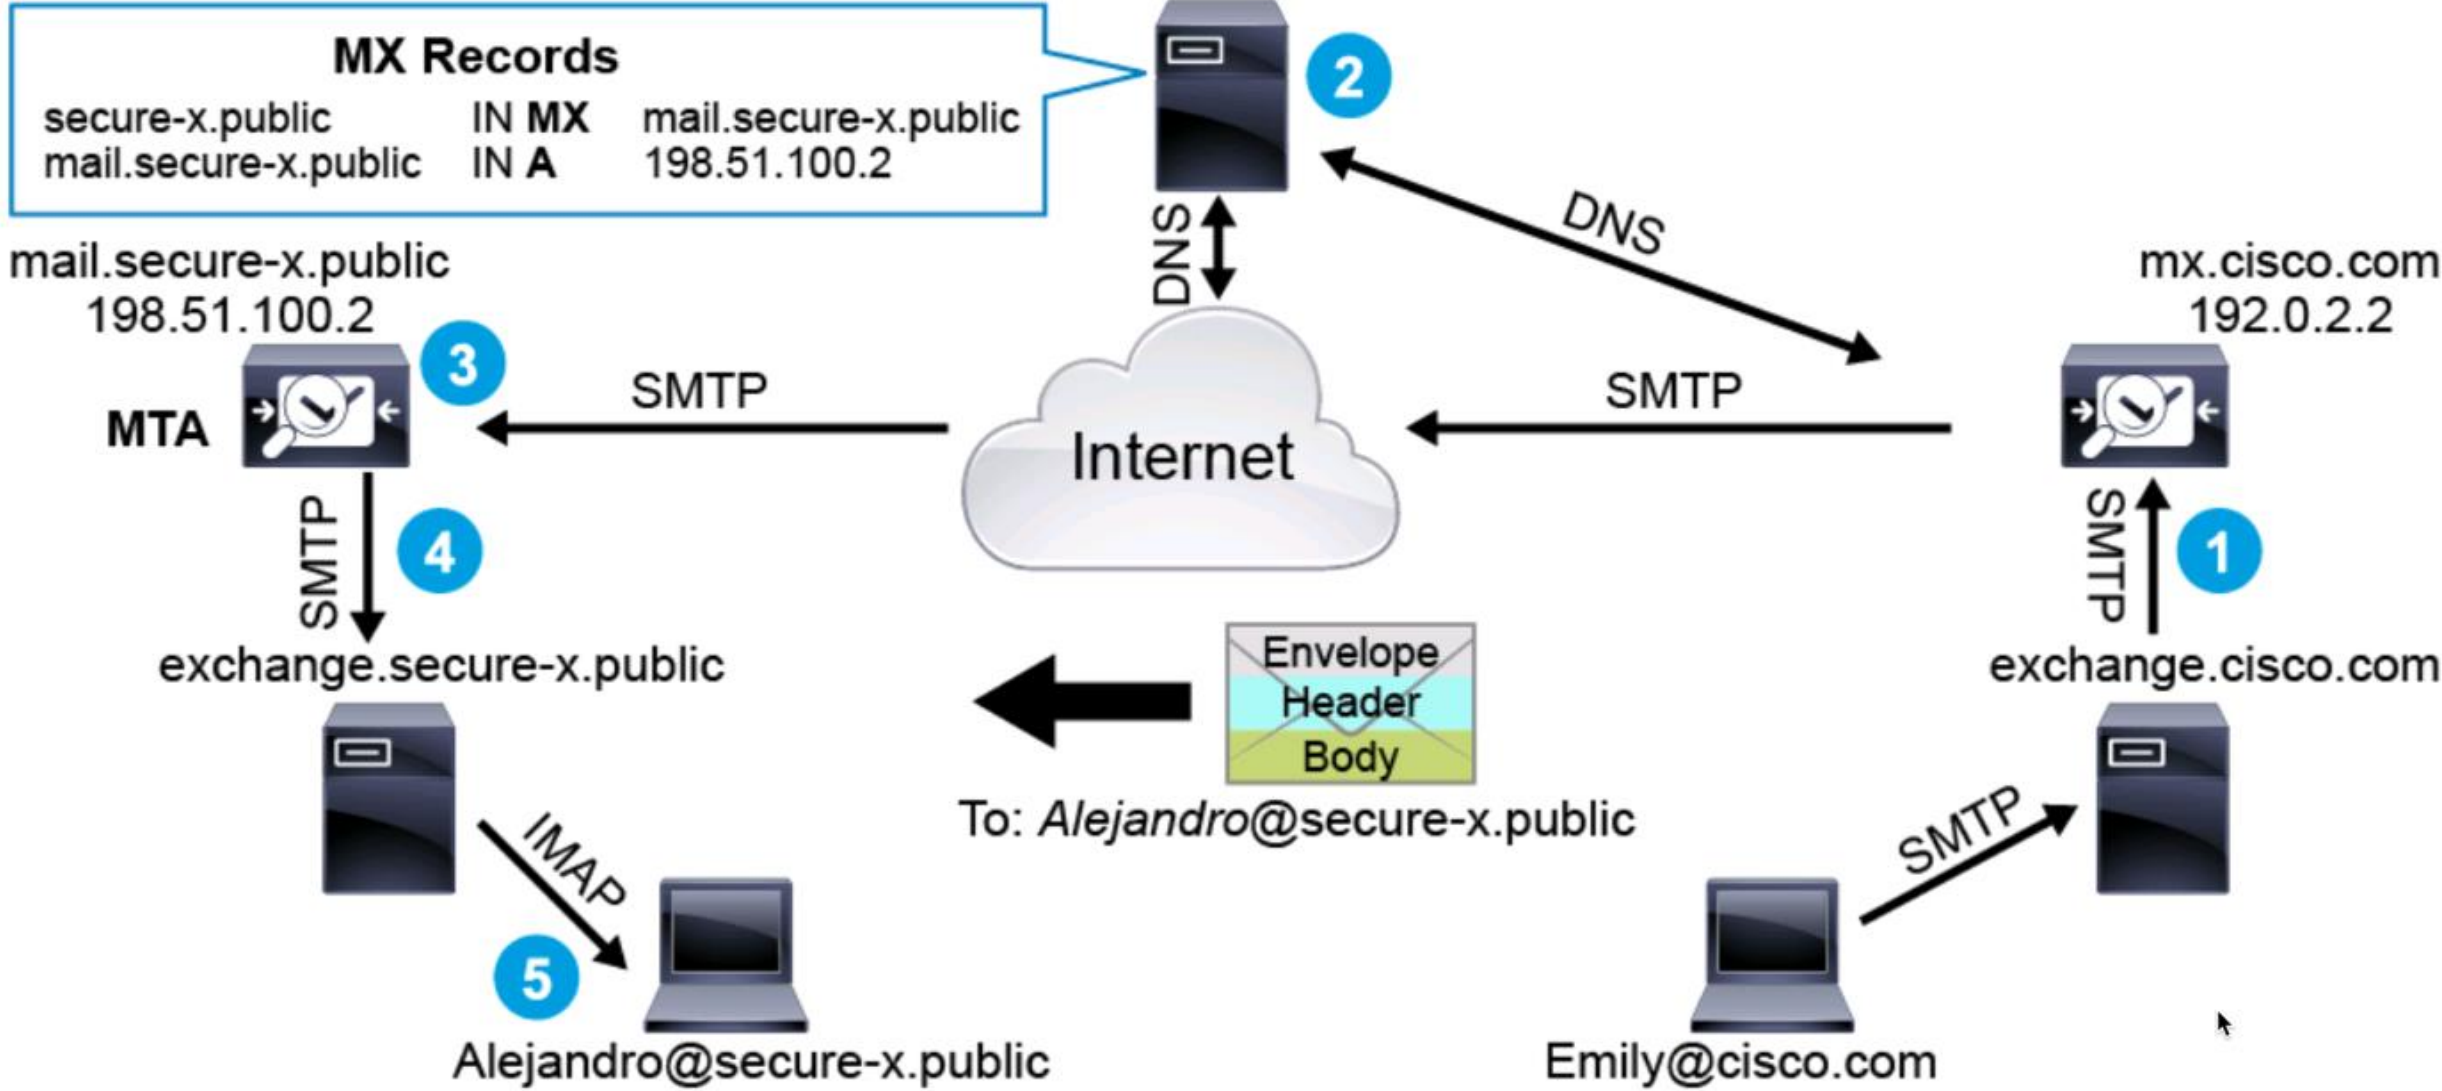 MX Records
secure-x.public IN MX mail.secure-x.public
mail.secure-x.public IN A 198.51.100.2
2
DNS
DNS
mail.secure-x.public
198.51.100.2
mx.cisco.com
192.0.2.2
3
MTA
SMTP
Internet
SMTP
SMTP
4
SMTP
1
exchange.secure-x.public
exchange.cisco.com
Envelope
Header
Body
To: Alejandro@secure-x.public
IMAP
SMTP
5
Alejandro@secure-x.public
Emily@cisco.com